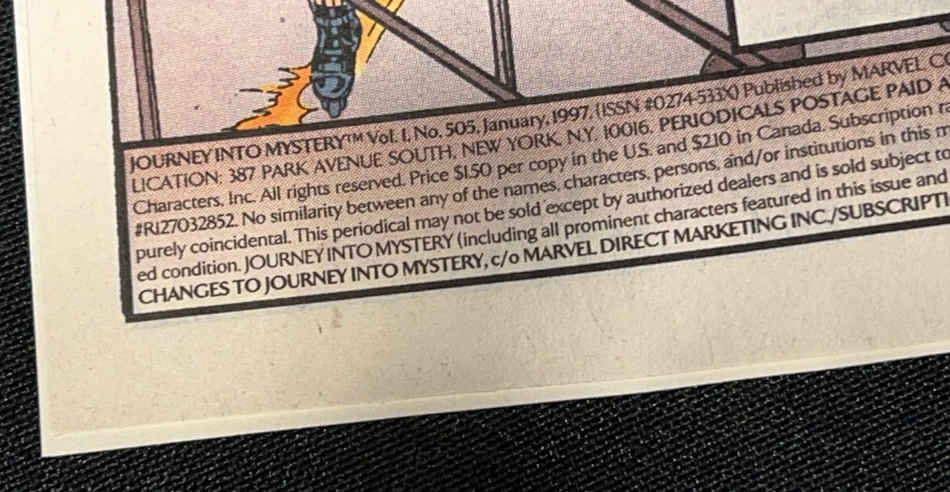 JOURNEY INTO MYSTERY™ Vol. 1, No. 505, January, 1997. (ISSN #0274-533X) Published by MARVEL CO
LICATION: 387 PARK AVENUE SOUTH, NEW YORK, N.Y. 10016. PERIODICALS POSTAGE PAID
Characters, Inc. All rights reserved. Price $1.50 per copy in the U.S. and $2.10 in Canada. Subscription
#R127032852. No similarity between any of the names, characters, persons, and/or institutions in this m
purely coincidental. This periodical may not be sold except by authorized dealers and is sold subject to
ed condition. JOURNEY INTO MYSTERY (including all prominent characters featured in this issue and
CHANGES TO JOURNEY INTO MYSTERY, c/o MARVEL DIRECT MARKETING INC./SUBSCRIPTI